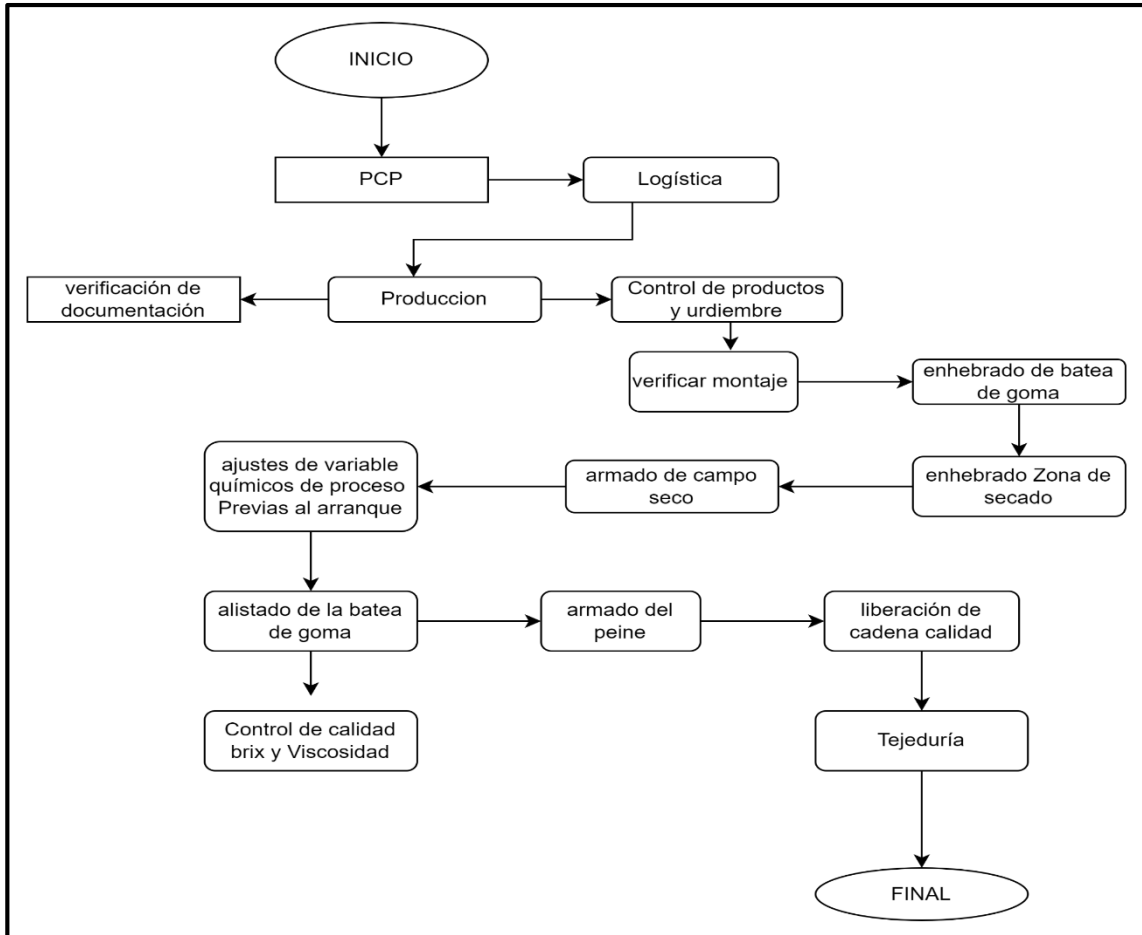 INICIO
PCP
Logística
verificación de
documentación
Produccion
Control de productos
y urdiembre
verificar montaje
enhebrado de batea
de goma
ajustes de variable
químicos de proceso
Previas al arranque
armado de campo
seco
enhebrado Zona de
secado
alistado de la batea
de goma
armado del
peine
liberación de
cadena calidad
Control de calidad
brix y Viscosidad
Tejeduría
FINAL